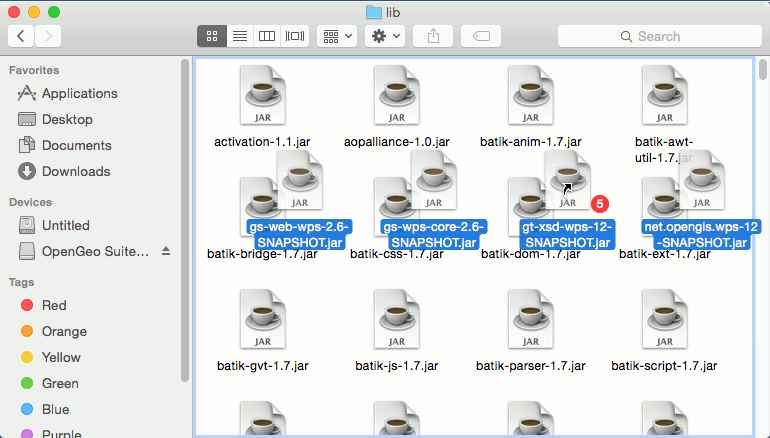 lib
Search
Favorites
Applications
Desktop
Documents
Downloads
Devices
Untitled
OpenGeo Suite...
Tags
Red
Orange
Yellow
Green
Blue
Purple
JAR JAR JAR JAR
activation-1.1.jar aopalliance-1.0.jar batik-anim-1.7.jar batik-awt-
util-1.7.jar
JAR JAR JAR 5 JAR
JAR JAR JAR JAR
gs-web-wps-2.6- gs-wps-core-2.6- gt-xsd-wps-12- net.opengis.wps-12
SNAPSHOT.jar SNAPSHOT.jar SNAPSHOT.jar -SNAPSHOT.jar
batik-bridge-1.7.jar batik-css-1.7.jar batik-dom-1.7.jar batik-ext-1.7.jar
JAR JAR JAR JAR
batik-gvt-1.7.jar batik-js-1.7.jar batik-parser-1.7.jar batik-script-1.7.jar